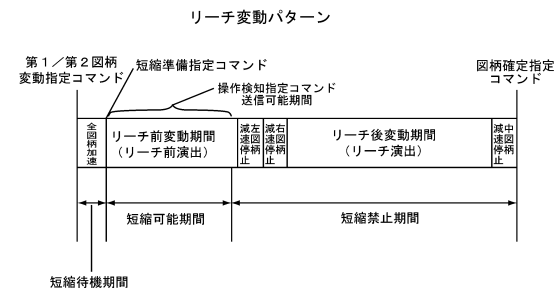 リーチ変動パターン
第１／第２図柄
変動指定コマンド
短縮準備指定コマンド
操作検知指定コマンド
送信可能期間
図柄確定指定
コマンド
全図柄加速
リーチ前変動期間
（リーチ前演出）
左図柄
減速停止
右図柄
減速停止
リーチ後変動期間
（リーチ演出）
中図柄
減速停止
短縮可能期間
短縮禁止期間
短縮待機期間